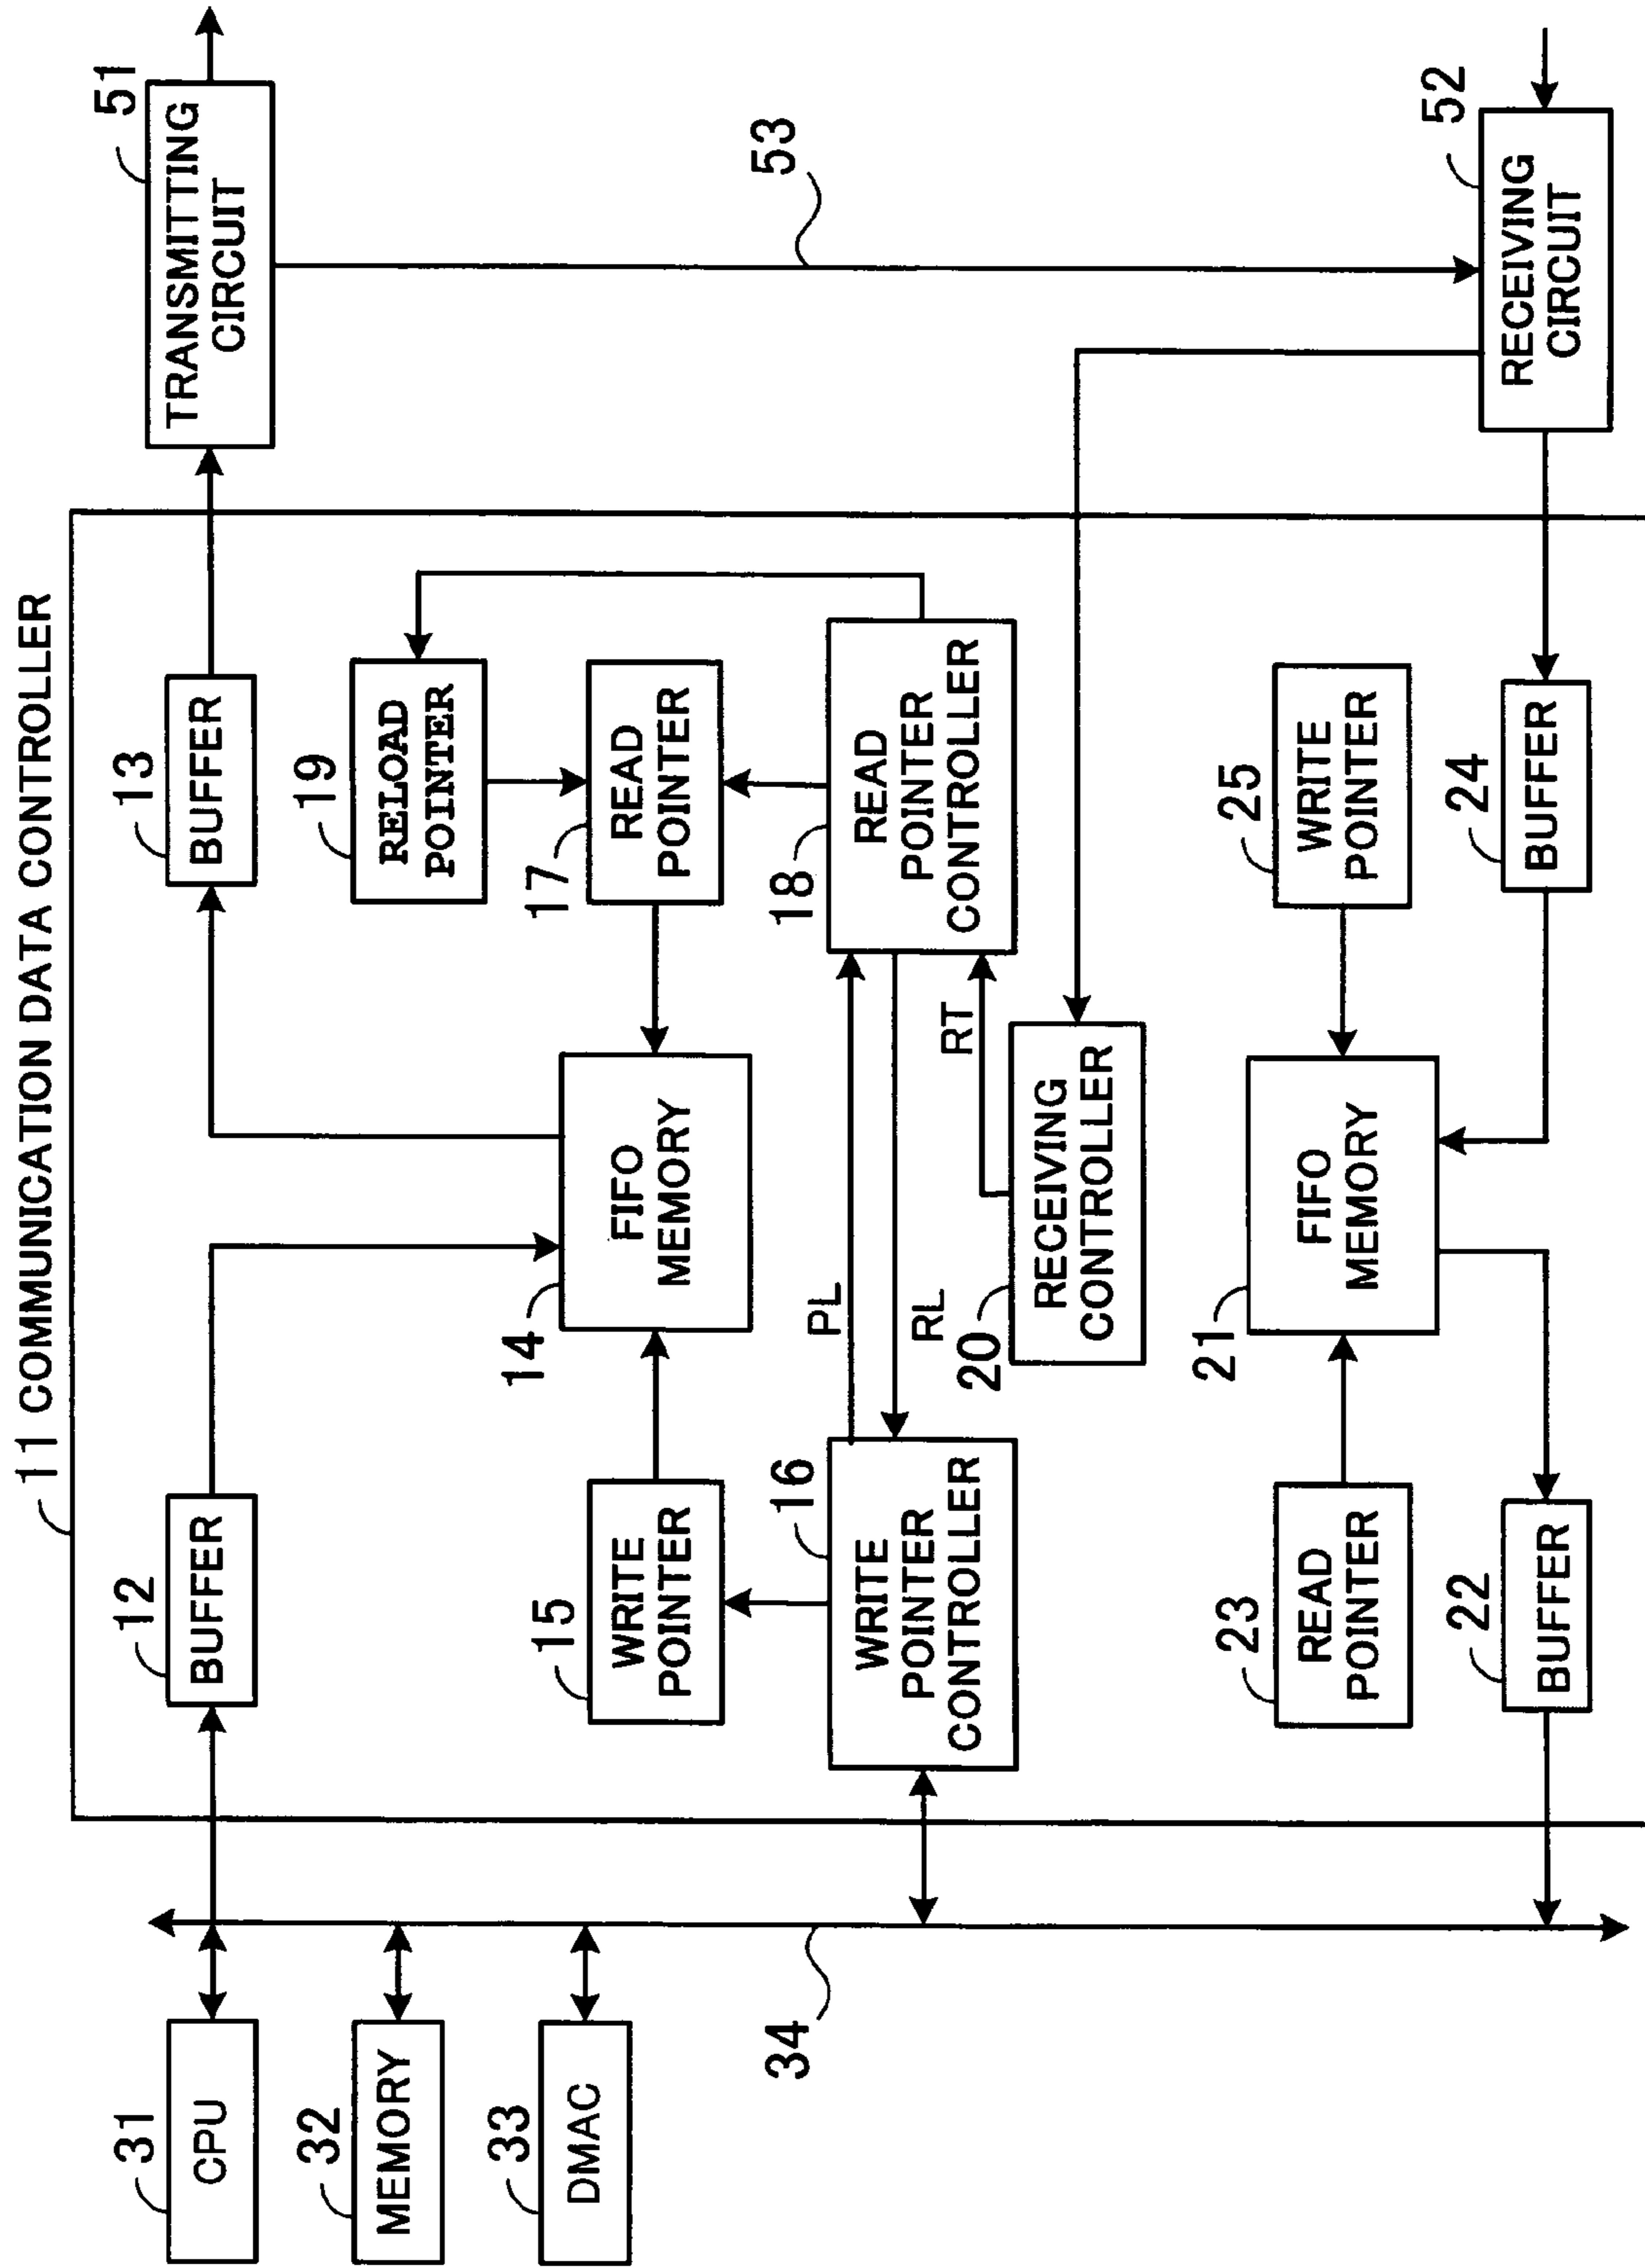 11 COMMUNICATION DATA CONTROLLER
31
CPU
12
BUFFER
13
BUFFER
51
TRANSMITTING
CIRCUIT
32
MEMORY
19
RELOAD
POINTER
33
DMAC
15
WRITE
POINTER
14
FIFO
MEMORY
17
READ
POINTER
53
34
16
WRITE
POINTER
CONTROLLER
PL
RL
18
READ
POINTER
CONTROLLER
RT
20
RECEIVING
CONTROLLER
23
READ
POINTER
21
FIFO
MEMORY
25
WRITE
POINTER
22
BUFFER
24
BUFFER
52
RECEIVING
CIRCUIT